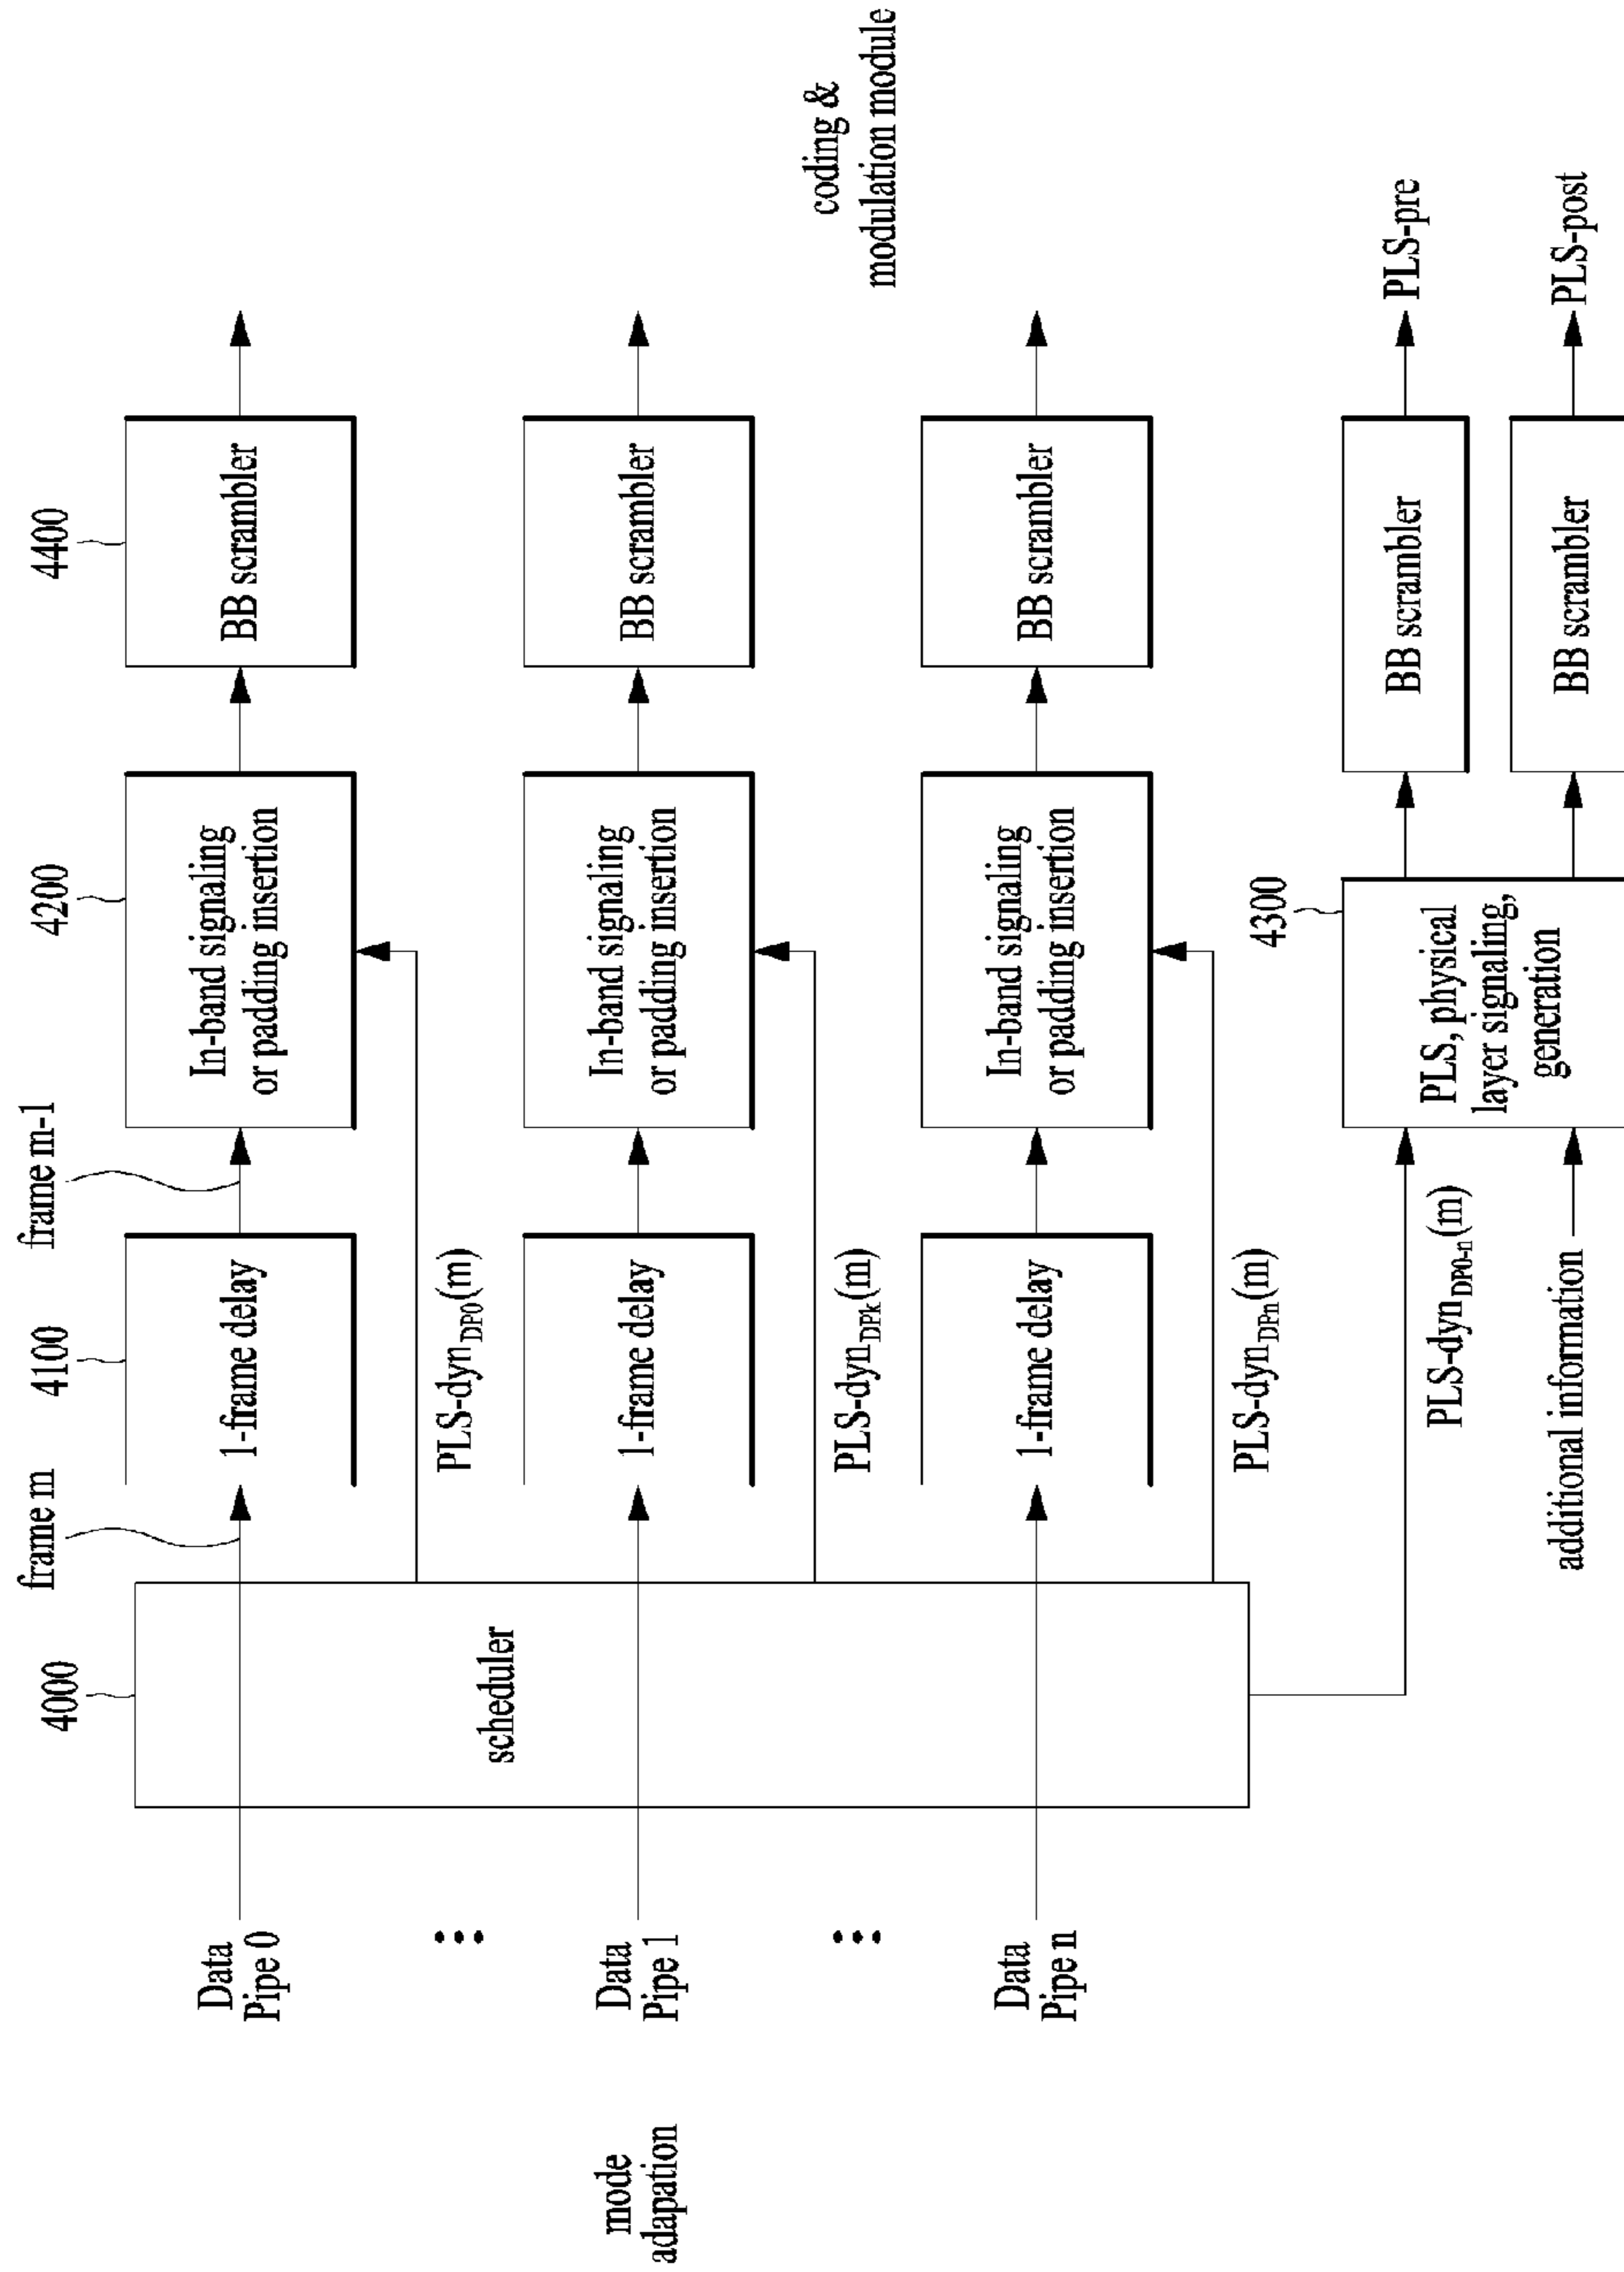 mode
adapation
Data
Pipe 0
Data
Pipe 1
Data
Pipe n
4000
scheduler
frame m
4100
1-frame delay
frame m-1
PLS-dynDP0(m)
4200
In-band signaling
or padding insertion
4400
BB scrambler
1-frame delay
PLS-dynDPk(m)
In-band signaling
or padding insertion
BB scrambler
1-frame delay
PLS-dynDPn(m)
In-band signaling
or padding insertion
BB scrambler
coding &
modulation module
PLS-dynDP0-n(m)
additional information
4300
PLS, physical
layer signaling,
generation
BB scrambler
PLS-pre
BB scrambler
PLS-post